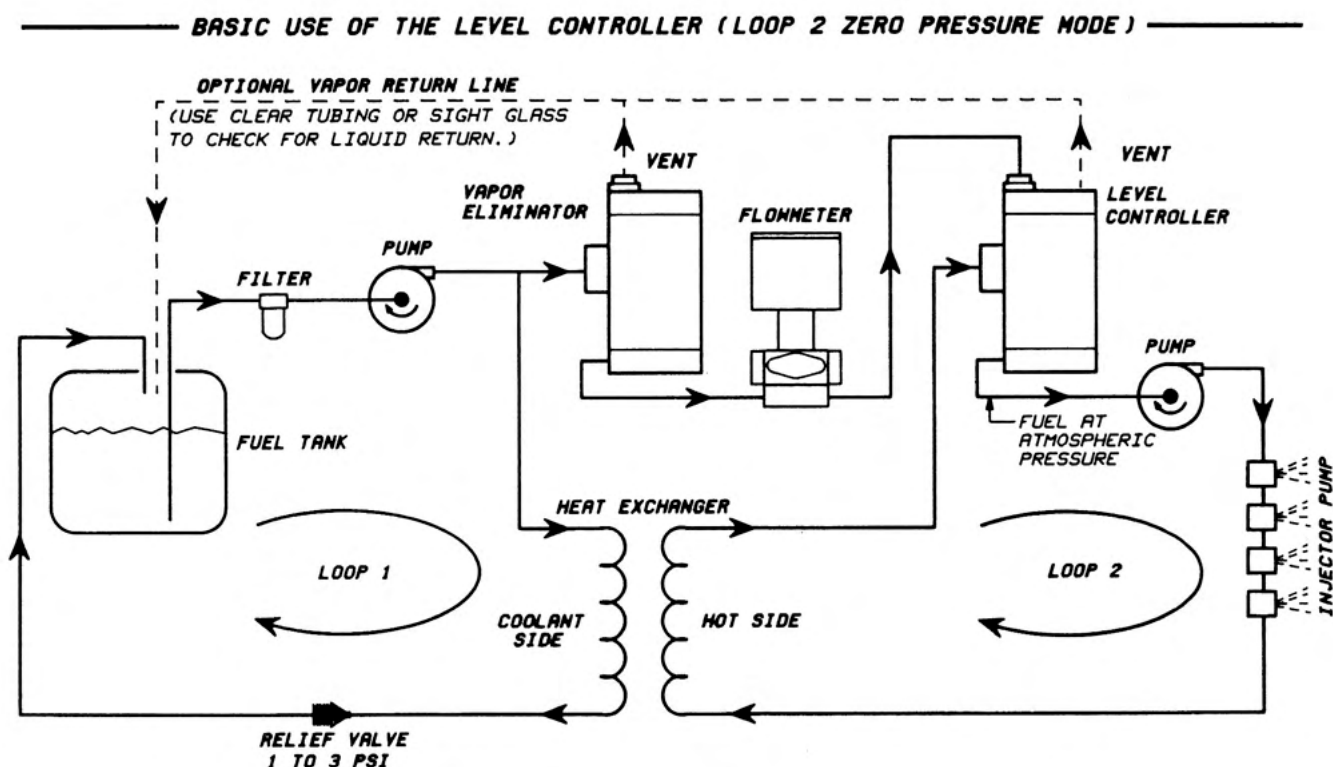 BASIC USE OF THE LEVEL CONTROLLER (LOOP 2 ZERO PRESSURE MODE)
OPTIONAL VAPOR RETURN LINE
(USE CLEAR TUBING OR SIGHT GLASS
TO CHECK FOR LIQUID RETURN.)
VENT
VENT
VAPOR
ELIMINATOR
FLOWMETER
LEVEL
CONTROLLER
PUMP
FILTER
PUMP
FUEL TANK
FUEL AT
ATMOSPHERIC
PRESSURE
HEAT EXCHANGER
INJECTOR PUMP
LOOP 1
LOOP 2
COOLANT
SIDE
HOT SIDE
RELIEF VALVE
1 TO 3 PSI